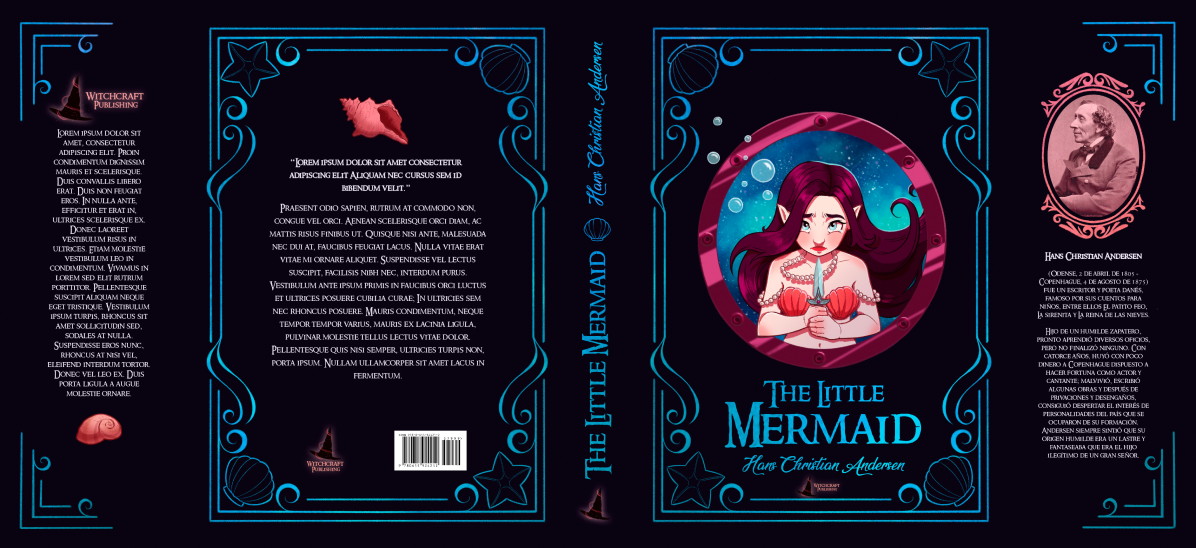 Witchcraft
Publishing
Lorem ipsum dolor sit
amet, consectetur
adipiscing elit. Proin
condimentum dignissim
mauris et scelerisque.
Duis convallis libero
erat. Duis non feugiat
eros. In nulla ante,
efficitur et erat in,
ultrices scelerisque ex.
Donec laoreet
vestibulum risus in
ultrices. Etiam molestie
vestibulum leo in
condimentum. Vivamus in
lorem sed elit rutrum
porttitor. Pellentesque
suscipit aliquam neque
eget tristique. Vestibulum
ipsum turpis, rhoncus sit
amet sollicitudin sed,
sodales at nulla.
Suspendisse eros nunc,
rhoncus at nisi vel,
eleifend interdum tortor.
Donec vel leo ex. Duis
porta ligula a augue
molestie ornare.
"Lorem ipsum dolor sit amet consectetur
adipiscing elit Aliquam nec cursus sem id
bibendum velit."
Praesent odio sapien, rutrum at commodo non,
congue vel orci. Aenean scelerisque orci diam, ac
mattis risus finibus ut. Quisque nisi ante, malesuada
nec dui at, faucibus feugiat lacus. Nulla vitae erat
vitae mi ornare aliquet. Suspendisse vel lectus
suscipit, facilisis nibh nec, interdum purus.
Vestibulum ante ipsum primis in faucibus orci luctus
et ultrices posuere cubilia curae; In ultricies sem
nec rhoncus posuere. Mauris condimentum, neque
tempor tempor varius, mauris ex lacinia ligula,
pulvinar molestie tellus lectus vitae dolor.
Pellentesque quis nisi semper, ultricies turpis non,
porta ipsum. Nullam ullamcorper sit amet lacus in
fermentum.
Witchcraft
Publishing
The Little Mermaid
Hans Christian Andersen
The Little
Mermaid
Hans Christian Andersen
Witchcraft
Publishing
Hans Christian Andersen
(Odense, 2 de abril de 1805 -
Copenhague, 4 de agosto de 1875)
fue un escritor y poeta danés,
famoso por sus cuentos para
niños, entre ellos El patito feo,
La sirenita y La reina de las nieves.
Hijo de un humilde zapatero,
pronto aprendió diversos oficios,
pero no finalizó ninguno. Con
catorce años, huyó con poco
dinero a Copenhague dispuesto a
hacer fortuna como actor y
cantante; malvivió, escribió
algunas obras y después de
privaciones y desengaños,
consiguió despertar el interés de
personalidades del país que se
ocuparon de su formación.
Andersen siempre sintió que su
origen humilde era un lastre y
fantaseaba que era el hijo
ilegítimo de un gran señor.